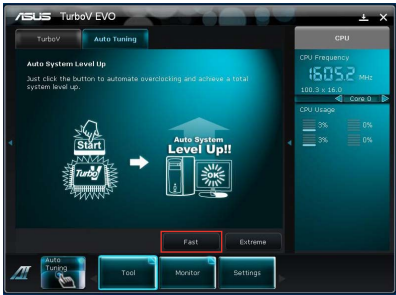 ASUS TurboV EVO
TurboV
Auto Tuning
Auto System Level Up
Just click the button to automate overclocking and achieve a total
system level up.
Start
Turbo
Auto System
Level Up!!
5GHz
Fast
Extreme
CPU
CPU Frequency
1605.2 MHz
100.3 x 16.0
Core 0
CPU Usage
3%
0%
3%
0%
Auto
Tuning
Tool
Monitor
Settings